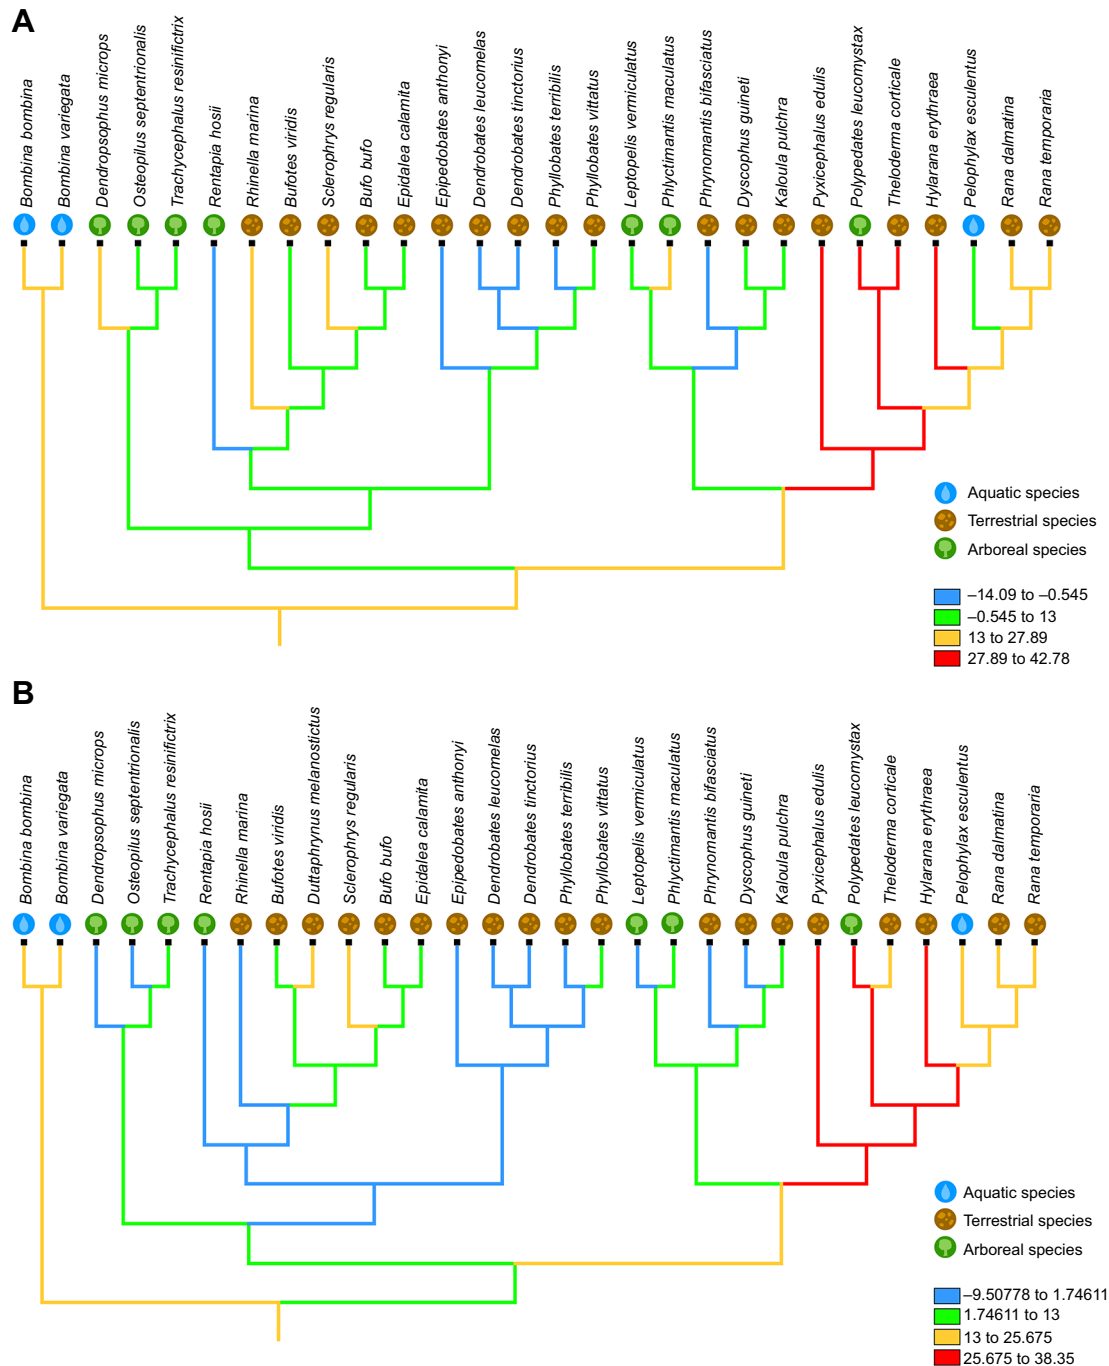 A
Bombina bombina
Bombina variegata
Dendropsophus microps
Osteopilus septentrionalis
Trachycephalus resinifictrix
Rentapia hosii
Rhinella marina
Bufotes viridis
Sclerophrys regularis
Bufo bufo
Epidalea calamita
Epipedobates anthonyi
Dendrobates leucomelas
Dendrobates tinctorius
Phyllobates terribilis
Phyllobates vittatus
Leptopelis vermiculatus
Phlyctimantis maculatus
Phrynomantis bifasciatus
Dyscophus guineti
Kaloula pulchra
Pyxicephalus edulis
Polypedates leucomystax
Theloderma corticale
Hylarana erythraea
Pelophylax esculentus
Rana dalmatina
Rana temporaria
Aquatic species
Terrestrial species
Arboreal species
–14.09 to –0.545
–0.545 to 13
13 to 27.89
27.89 to 42.78
B
Bombina bombina
Bombina variegata
Dendropsophus microps
Osteopilus septentrionalis
Trachycephalus resinifictrix
Rentapia hosii
Rhinella marina
Bufotes viridis
Duttaphrynus melanostictus
Sclerophrys regularis
Bufo bufo
Epidalea calamita
Epipedobates anthonyi
Dendrobates leucomelas
Dendrobates tinctorius
Phyllobates terribilis
Phyllobates vittatus
Leptopelis vermiculatus
Phlyctimantis maculatus
Phrynomantis bifasciatus
Dyscophus guineti
Kaloula pulchra
Pyxicephalus edulis
Polypedates leucomystax
Theloderma corticale
Hylarana erythraea
Pelophylax esculentus
Rana dalmatina
Rana temporaria
Aquatic species
Terrestrial species
Arboreal species
–9.50778 to 1.74611
1.74611 to 13
13 to 25.675
25.675 to 38.35